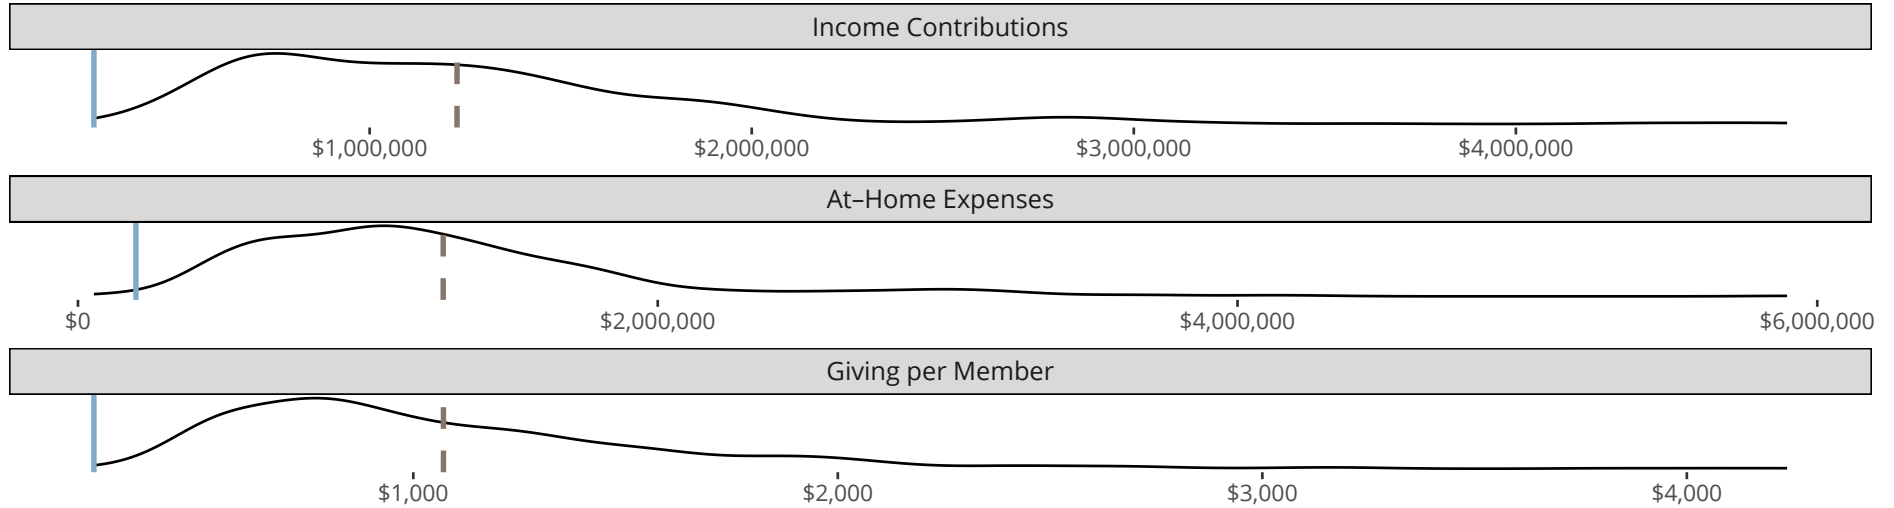 Income Contributions
$1,000,000 $2,000,000 $3,000,000 $4,000,000
At–Home Expenses
$0 $2,000,000 $4,000,000 $6,000,000
Giving per Member
$1,000 $2,000 $3,000 $4,000